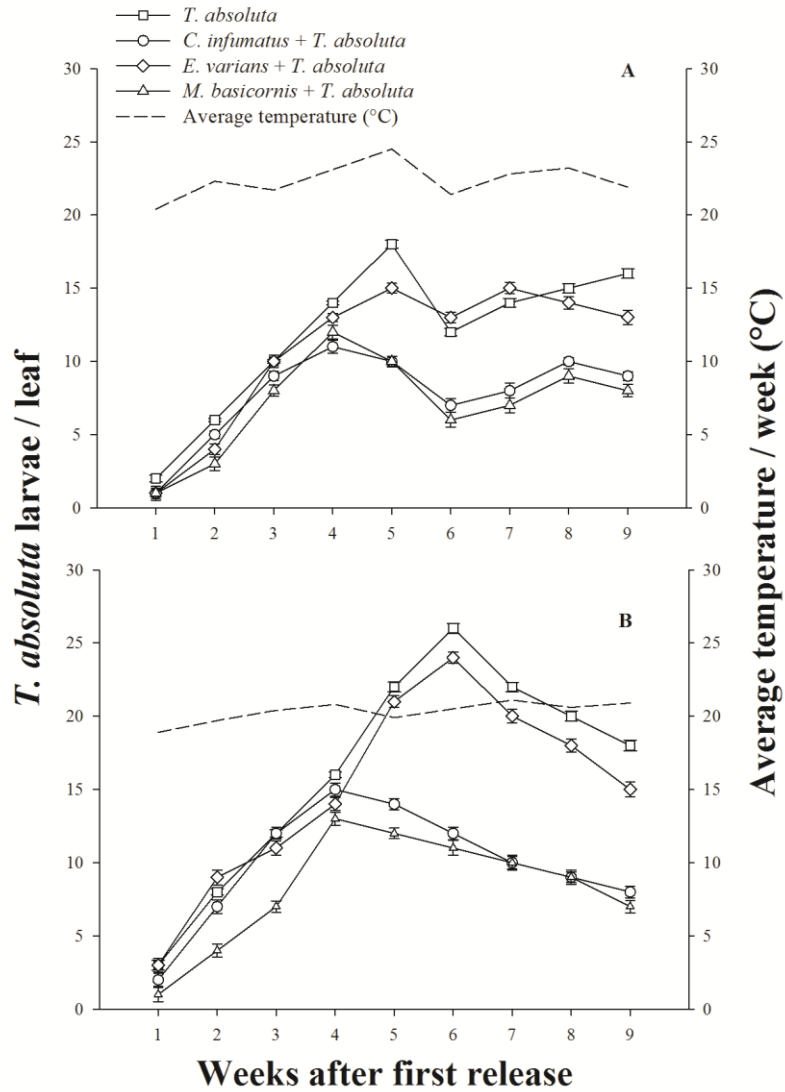 T. absoluta
C. infumatus + T. absoluta
E. varians + T. absoluta
M. basicornis + T. absoluta
Average temperature (°C)
A
30
25
20
15
10
5
0
30
25
20
15
10
5
0
1 2 3 4 5 6 7 8 9
B
30
25
20
15
10
5
0
30
25
20
15
10
5
0
1 2 3 4 5 6 7 8 9
T. absoluta larvae / leaf
Average temperature / week (°C)
Weeks after first release